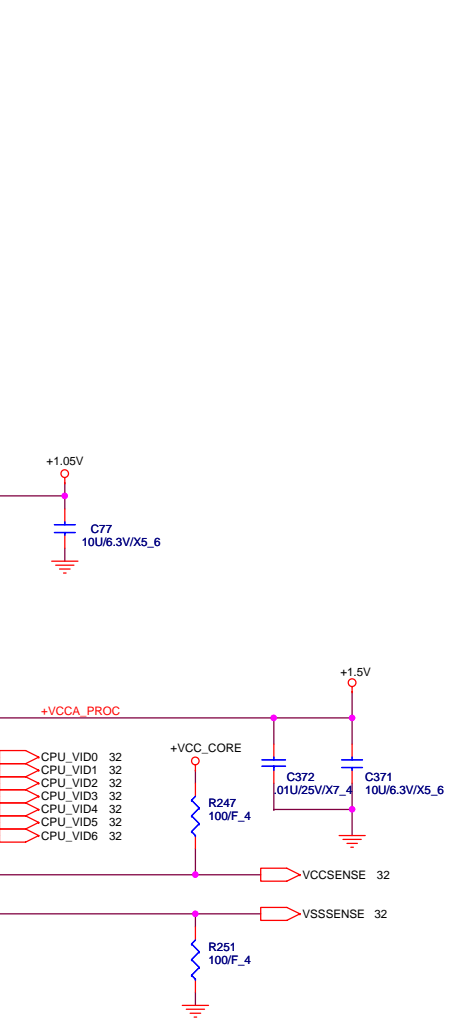 +1.05V
C77
10U/6.3V/X5_6
+1.5V
+VCCA_PROC
+VCC_CORE
CPU_VID0 32
CPU_VID1 32
CPU_VID2 32
CPU_VID3 32
CPU_VID4 32
CPU_VID5 32
CPU_VID6 32
C372
.01U/25V/X7_4
C371
10U/6.3V/X5_6
R247
100/F_4
VCCSENSE 32
VSSSENSE 32
R251
100/F_4